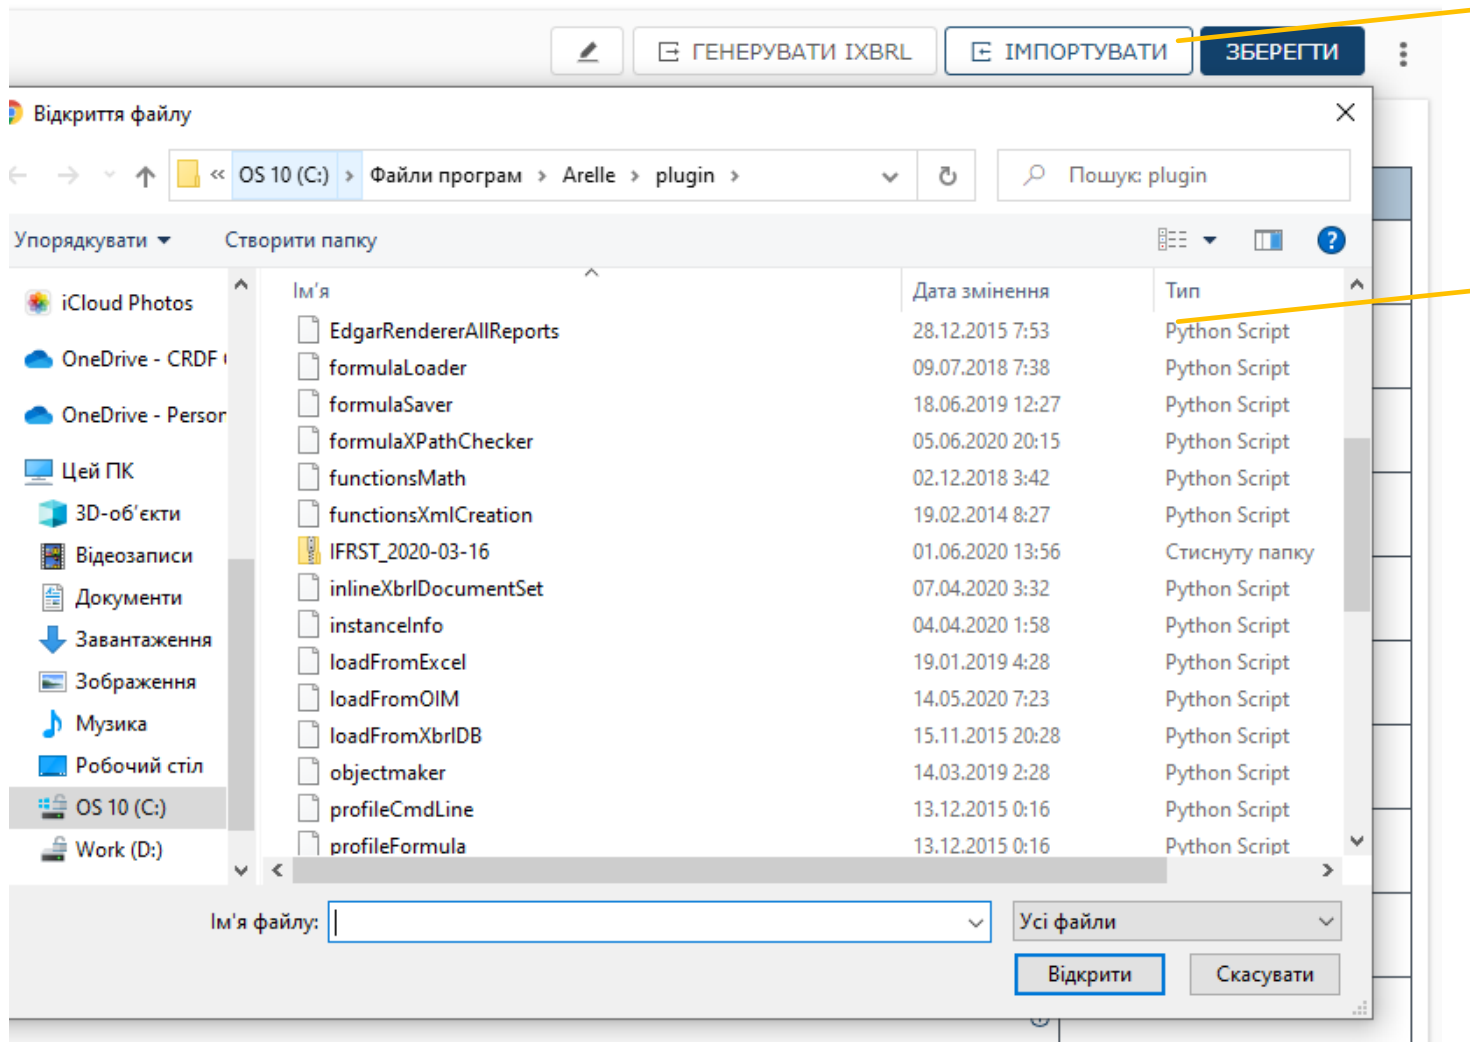 ГЕНЕРУВАТИ IXBRL ІМПОРТУВАТИ ЗБЕРЕГТИ
Відкриття файлу
« OS 10 (C:) › Файли програм › Arelle › plugin › Пошук: plugin
Упорядкувати Створити папку
Ім'я Дата змінення Тип
iCloud Photos
OneDrive - CRDF
OneDrive - Person
Цей ПК
3D-об'єкти
Відеозаписи
Документи
Завантаження
Зображення
Музика
Робочий стіл
OS 10 (C:)
Work (D:)
EdgarRendererAllReports 28.12.2015 7:53 Python Script
formulaLoader 09.07.2018 7:38 Python Script
formulaSaver 18.06.2019 12:27 Python Script
formulaXPathChecker 05.06.2020 20:15 Python Script
functionsMath 02.12.2018 3:42 Python Script
functionsXmlCreation 19.02.2014 8:27 Python Script
IFRST_2020-03-16 01.06.2020 13:56 Стиснуту папку
inlineXbrlDocumentSet 07.04.2020 3:32 Python Script
instanceInfo 04.04.2020 1:58 Python Script
loadFromExcel 19.01.2019 4:28 Python Script
loadFromOIM 14.05.2020 7:23 Python Script
loadFromXbrlDB 15.11.2015 20:28 Python Script
objectmaker 14.03.2019 2:28 Python Script
profileCmdLine 13.12.2015 0:16 Python Script
profileFormula 13.12.2015 0:16 Python Script
Ім'я файлу: Усі файли
Відкрити Скасувати